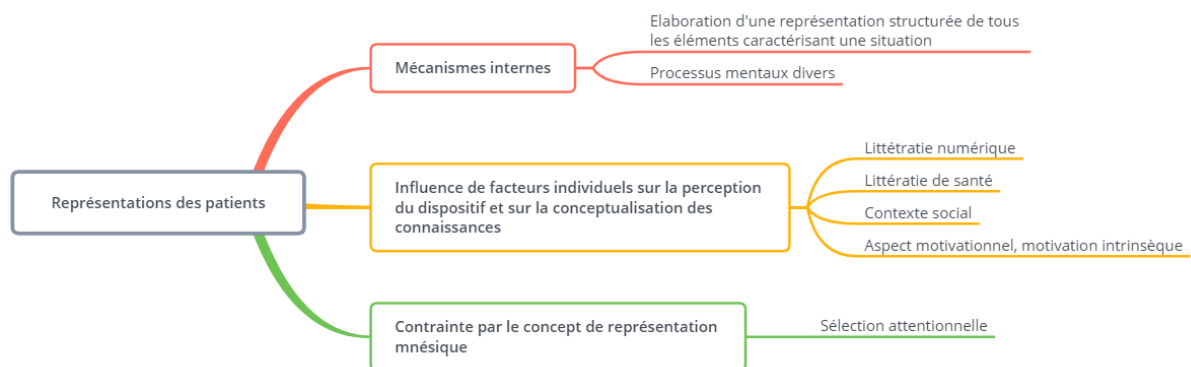 Représentations des patients
Mécanismes internes
Elaboration d'une représentation structurée de tous
les éléments caractérisant une situation
Processus mentaux divers
Influence de facteurs individuels sur la perception
du dispositif et sur la conceptualisation des
connaissances
Littétratie numérique
Littératie de santé
Contexte social
Aspect motivationnel, motivation intrinsèque
Contrainte par le concept de représentation
mnésique
Sélection attentionnelle